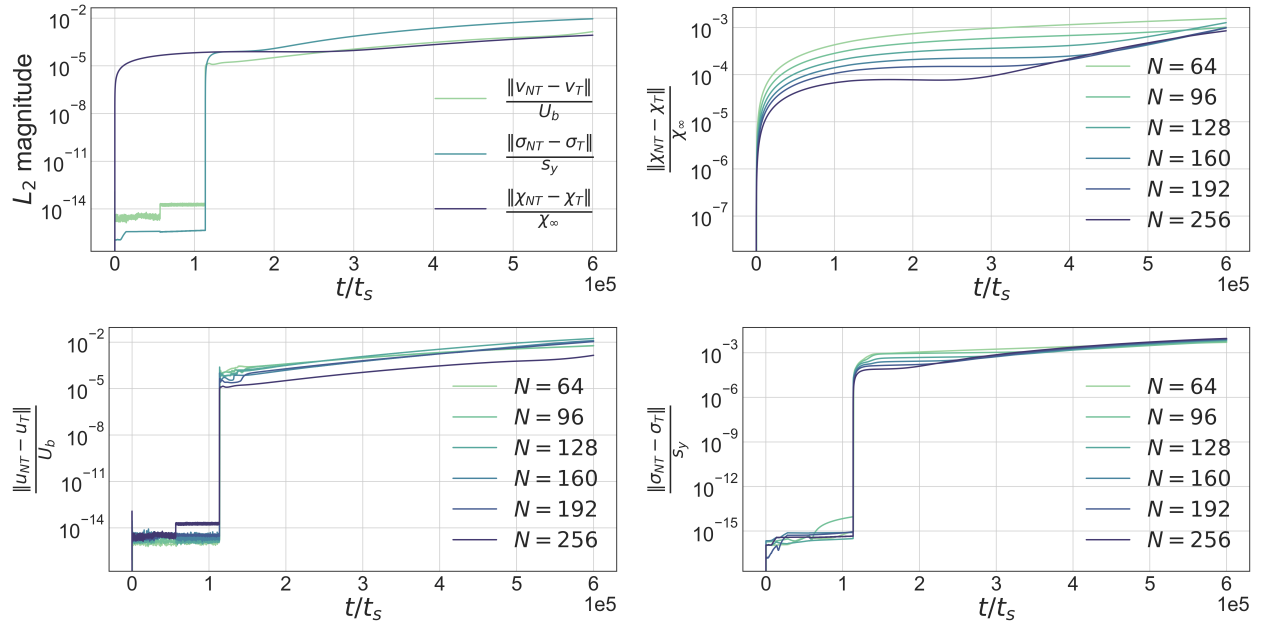 L₂ magnitude
10⁻²
10⁻⁵
10⁻⁸
10⁻¹¹
10⁻¹⁴
‖v_NT − v_T‖ / U_b
‖σ_NT − σ_T‖ / s_y
‖χ_NT − χ_T‖ / χ_∞
0 1 2 3 4 5 6
1e5
t/t_s
‖χ_NT − χ_T‖ / χ_∞
10⁻³
10⁻⁴
10⁻⁵
10⁻⁶
10⁻⁷
N = 64
N = 96
N = 128
N = 160
N = 192
N = 256
0 1 2 3 4 5 6
1e5
t/t_s
‖u_NT − u_T‖ / U_b
10⁻²
10⁻⁵
10⁻⁸
10⁻¹¹
10⁻¹⁴
N = 64
N = 96
N = 128
N = 160
N = 192
N = 256
0 1 2 3 4 5 6
1e5
t/t_s
‖σ_NT − σ_T‖ / s_y
10⁻³
10⁻⁶
10⁻⁹
10⁻¹²
10⁻¹⁵
N = 64
N = 96
N = 128
N = 160
N = 192
N = 256
0 1 2 3 4 5 6
1e5
t/t_s